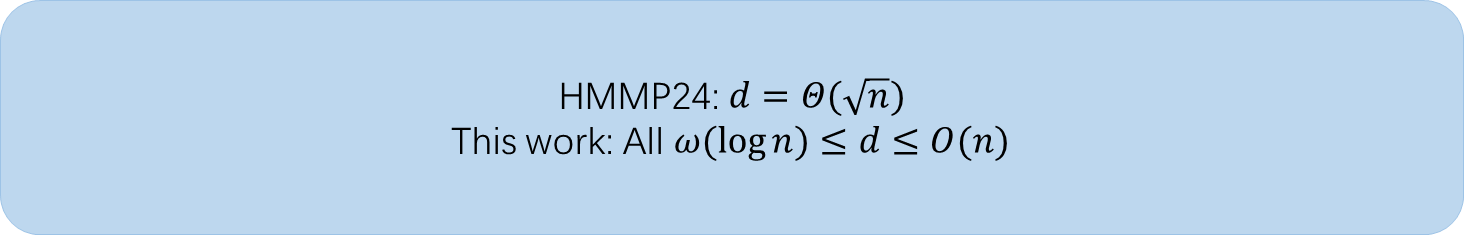 HMMP24: 𝑑 = 𝛩(√𝑛)
This work: All 𝜔(log 𝑛) ≤ 𝑑 ≤ 𝑂(𝑛)